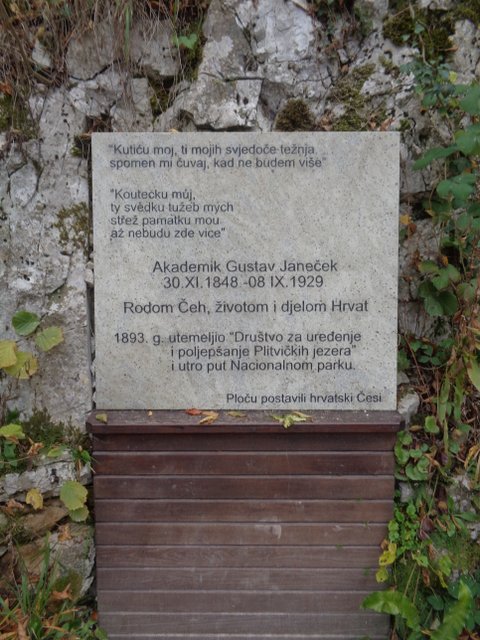 "Kutiću moj, ti mojih svjedoče težnja
spomen mi čuvaj, kad ne budem više"
"Koutecku můj,
ty svědku tužeb mých
střež památku mou
až nebudu zde vice"
Akademik Gustav Janeček
30.XI.1848 -08 IX.1929
Rodom Čeh, životom i djelom Hrvat
1893. g. utemeljio "Društvo za uređenje
i poljepšanje Plitvičkih jezera"
i utro put Nacionalnom parku.
Ploču postavili hrvatski Česi